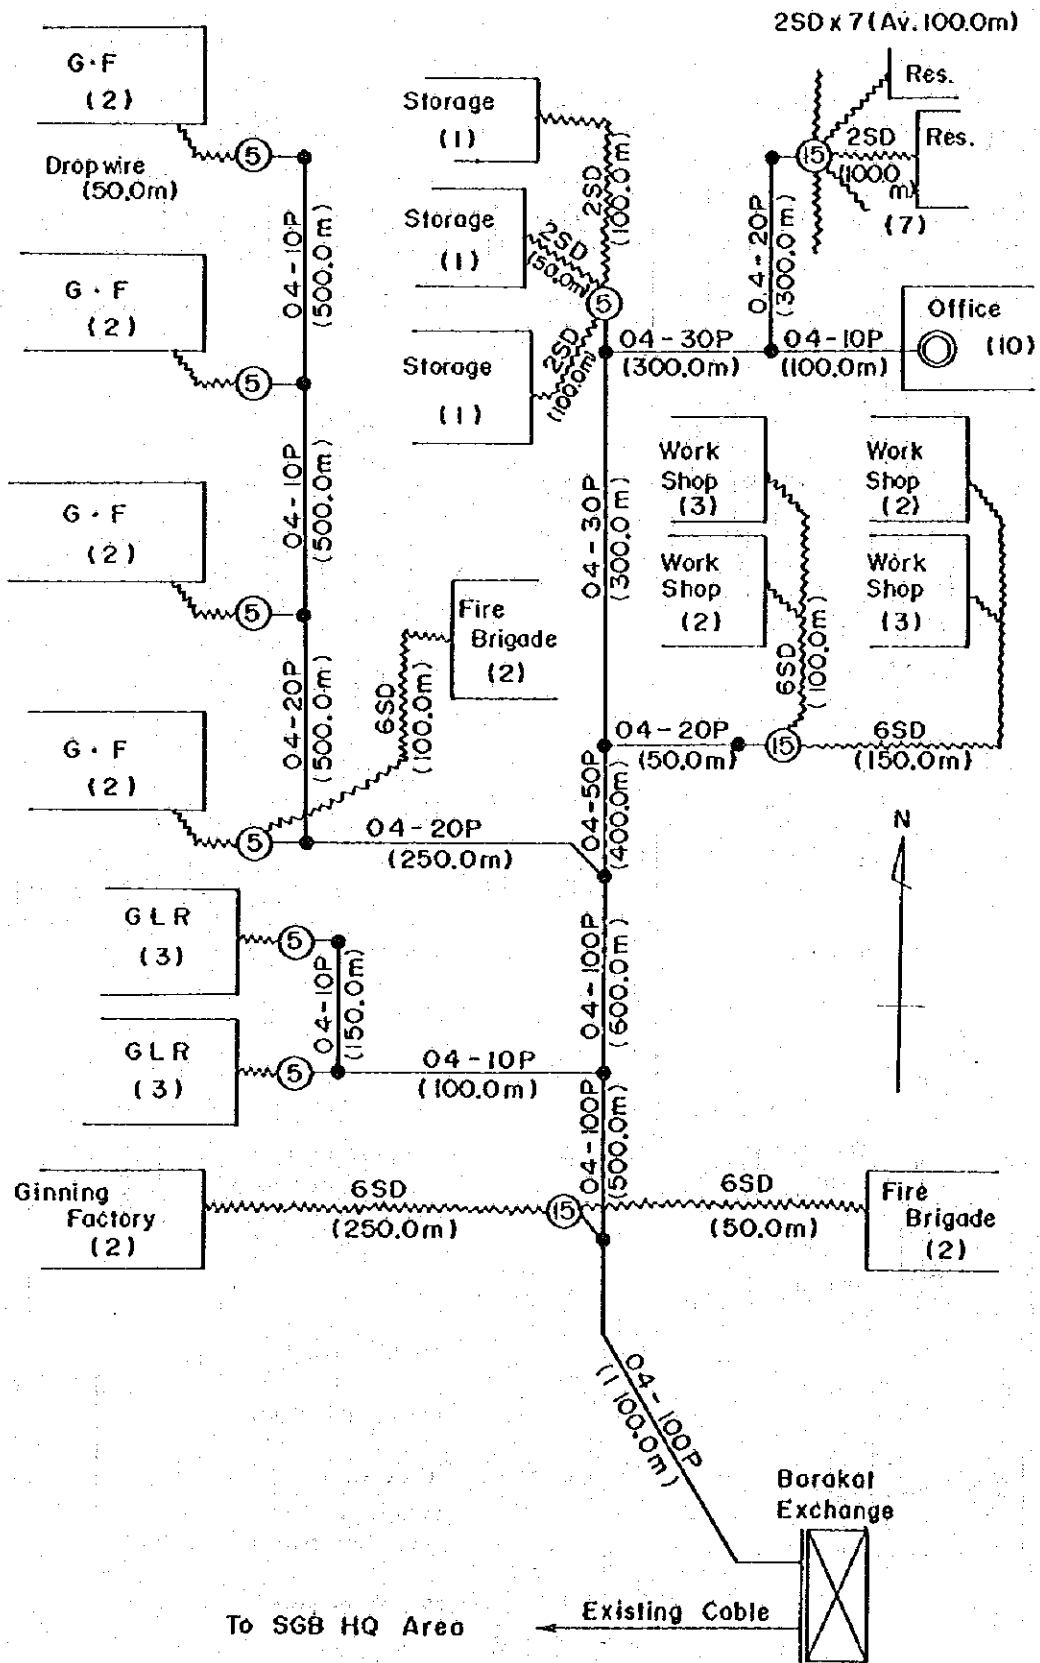 2SD x 7 (Av. 100.0m)
G·F
(2)
5
Drop wire
(50.0m)
04-10P
(500.0m)
G·F
(2)
5
04-10P
(500.0m)
G·F
(2)
5
04-20P
(500.0m)
G·F
(2)
5
6SD
(100.0m)
Fire
Brigade
(2)
04-20P
(250.0m)
Storage
(1)
2SD
(100.0m)
Storage
(1)
2SD
(50.0m)
5
Storage
(1)
2SD
(100.0m)
Res.
15
2SD
(100.0
m)
Res.
(7)
04-20P
(300.0m)
04-30P
(300.0m)
04-10P
(100.0m)
Office
(10)
04-30P
(300.0m)
Work
Shop
(3)
Work
Shop
(2)
Work
Shop
(2)
Work
Shop
(3)
6SD
(100.0m)
04-20P
(50.0m)
15
6SD
(150.0m)
04-50P
(400.0m)
N
GLR
(3)
5
04-10P
(150.0m)
04-100P
(600.0m)
GLR
(3)
5
04-10P
(100.0m)
04-100P
(500.0m)
Ginning
Factory
(2)
6SD
(250.0m)
15
6SD
(50.0m)
Fire
Brigade
(2)
04-100P
(1 100.0m)
Barakat
Exchange
Existing Cable
To SGB HQ Area